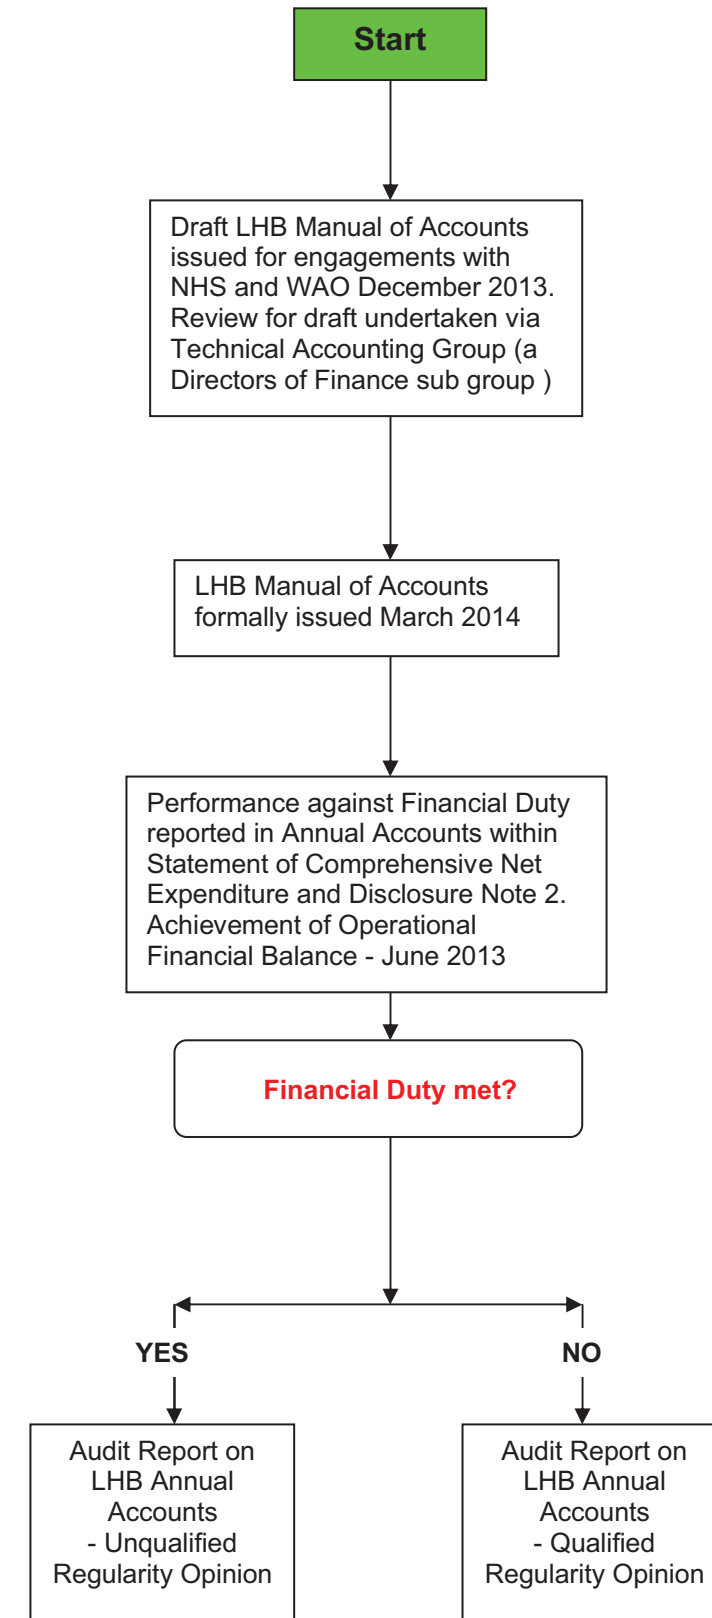 Start
Draft LHB Manual of Accounts
issued for engagements with
NHS and WAO December 2013.
Review for draft undertaken via
Technical Accounting Group (a
Directors of Finance sub group )
LHB Manual of Accounts
formally issued March 2014
Performance against Financial Duty
reported in Annual Accounts within
Statement of Comprehensive Net
Expenditure and Disclosure Note 2.
Achievement of Operational
Financial Balance - June 2013
Financial Duty met?
YES
NO
Audit Report on
LHB Annual
Accounts
- Unqualified
Regularity Opinion
Audit Report on
LHB Annual
Accounts
- Qualified
Regularity Opinion